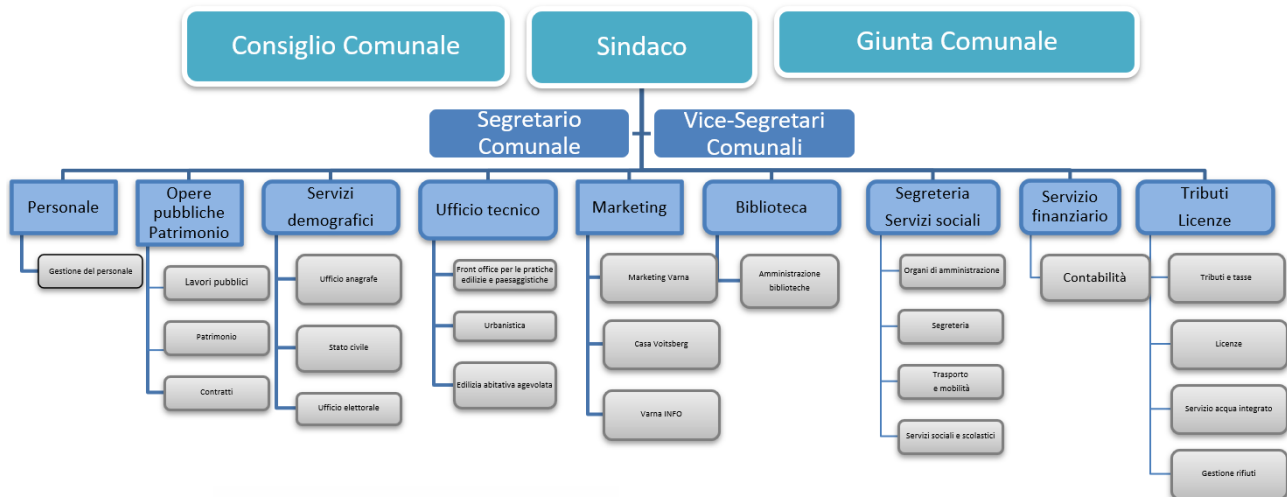 Consiglio Comunale
Sindaco
Giunta Comunale
Segretario
Comunale
Vice-Segretari
Comunali
Personale
Opere
pubbliche
Patrimonio
Servizi
demografici
Ufficio tecnico
Marketing
Biblioteca
Segreteria
Servizi sociali
Servizio
finanziario
Tributi
Licenze
Gestione del personale
Lavori pubblici
Patrimonio
Contratti
Ufficio anagrafe
Stato civile
Ufficio elettorale
Front office per le pratiche
edilizie e paesaggistiche
Urbanistica
Edilizia abitativa agevolata
Marketing Varna
Casa Voitsberg
Varna INFO
Amministrazione
biblioteche
Organi di amministrazione
Segreteria
Trasporto
e mobilità
Servizi sociali e scolastici
Contabilità
Tributi e tasse
Licenze
Servizio acqua integrato
Gestione rifiuti